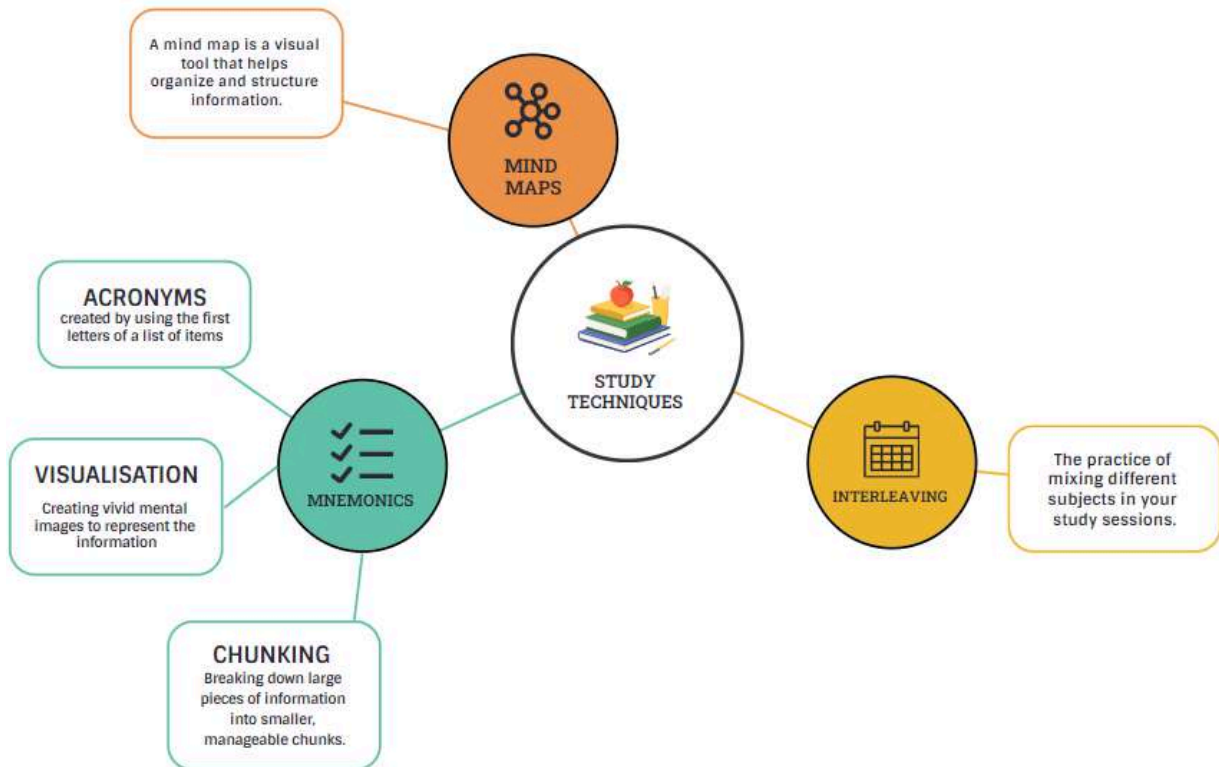 A mind map is a visual
tool that helps
organize and structure
information.
MIND
MAPS
ACRONYMS
created by using the first
letters of a list of items
STUDY
TECHNIQUES
VISUALISATION
Creating vivid mental
images to represent the
information
MNEMONICS
INTERLEAVING
The practice of
mixing different
subjects in your
study sessions.
CHUNKING
Breaking down large
pieces of information
into smaller,
manageable chunks.